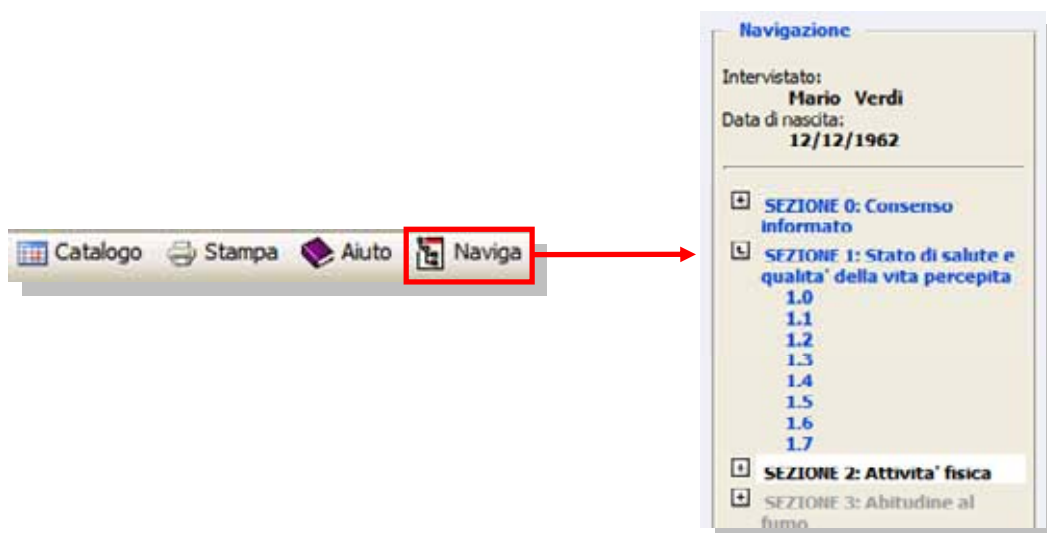 Catalogo Stampa Aiuto Naviga
Navigazione
Intervistato:
Mario Verdi
Data di nascita:
12/12/1962
SEZIONE 0: Consenso
informato
SEZIONE 1: Stato di salute e
qualita' della vita percepita
1.0
1.1
1.2
1.3
1.4
1.5
1.6
1.7
SEZIONE 2: Attivita' fisica
SEZIONE 3: Abitudine al
fumo